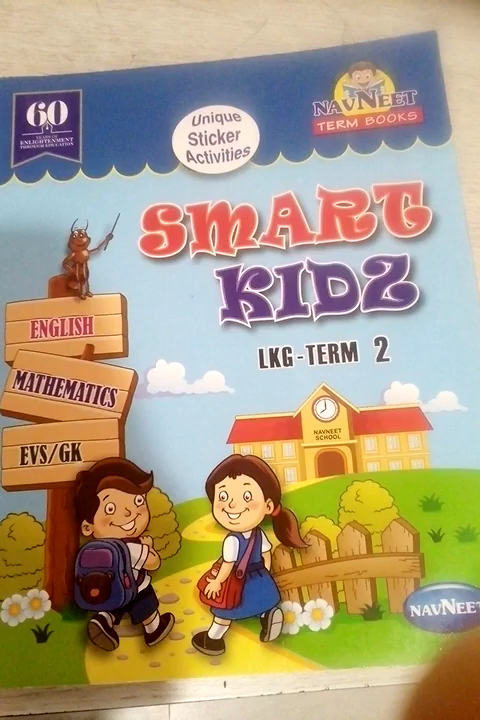 60
YEARS OF
ENLIGHTENMENT
THROUGH EDUCATION
Unique
Sticker
Activities
NAVNEET
TERM BOOKS
SMART
KIDZ
LKG-TERM 2
ENGLISH
MATHEMATICS
EVS/GK
NAVNEET
SCHOOL
NAVNEET